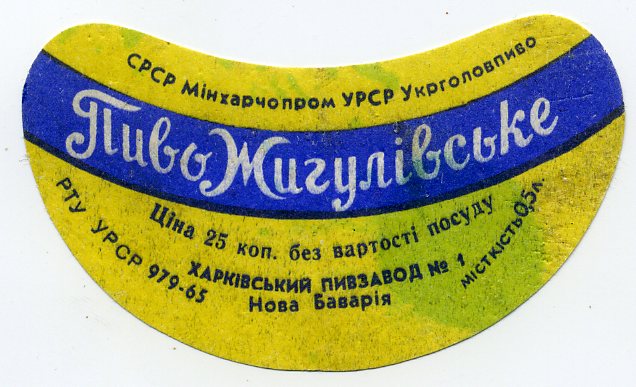 СРСР Мінхарчопром УРСР Укрголовпиво
Пиво Жигулівське
Ціна 25 коп. без вартості посуду
РТУ УРСР 979-65
ХАРКІВСЬКИЙ ПИВЗАВОД № 1
Нова Баварія
місткість 0,5 л.